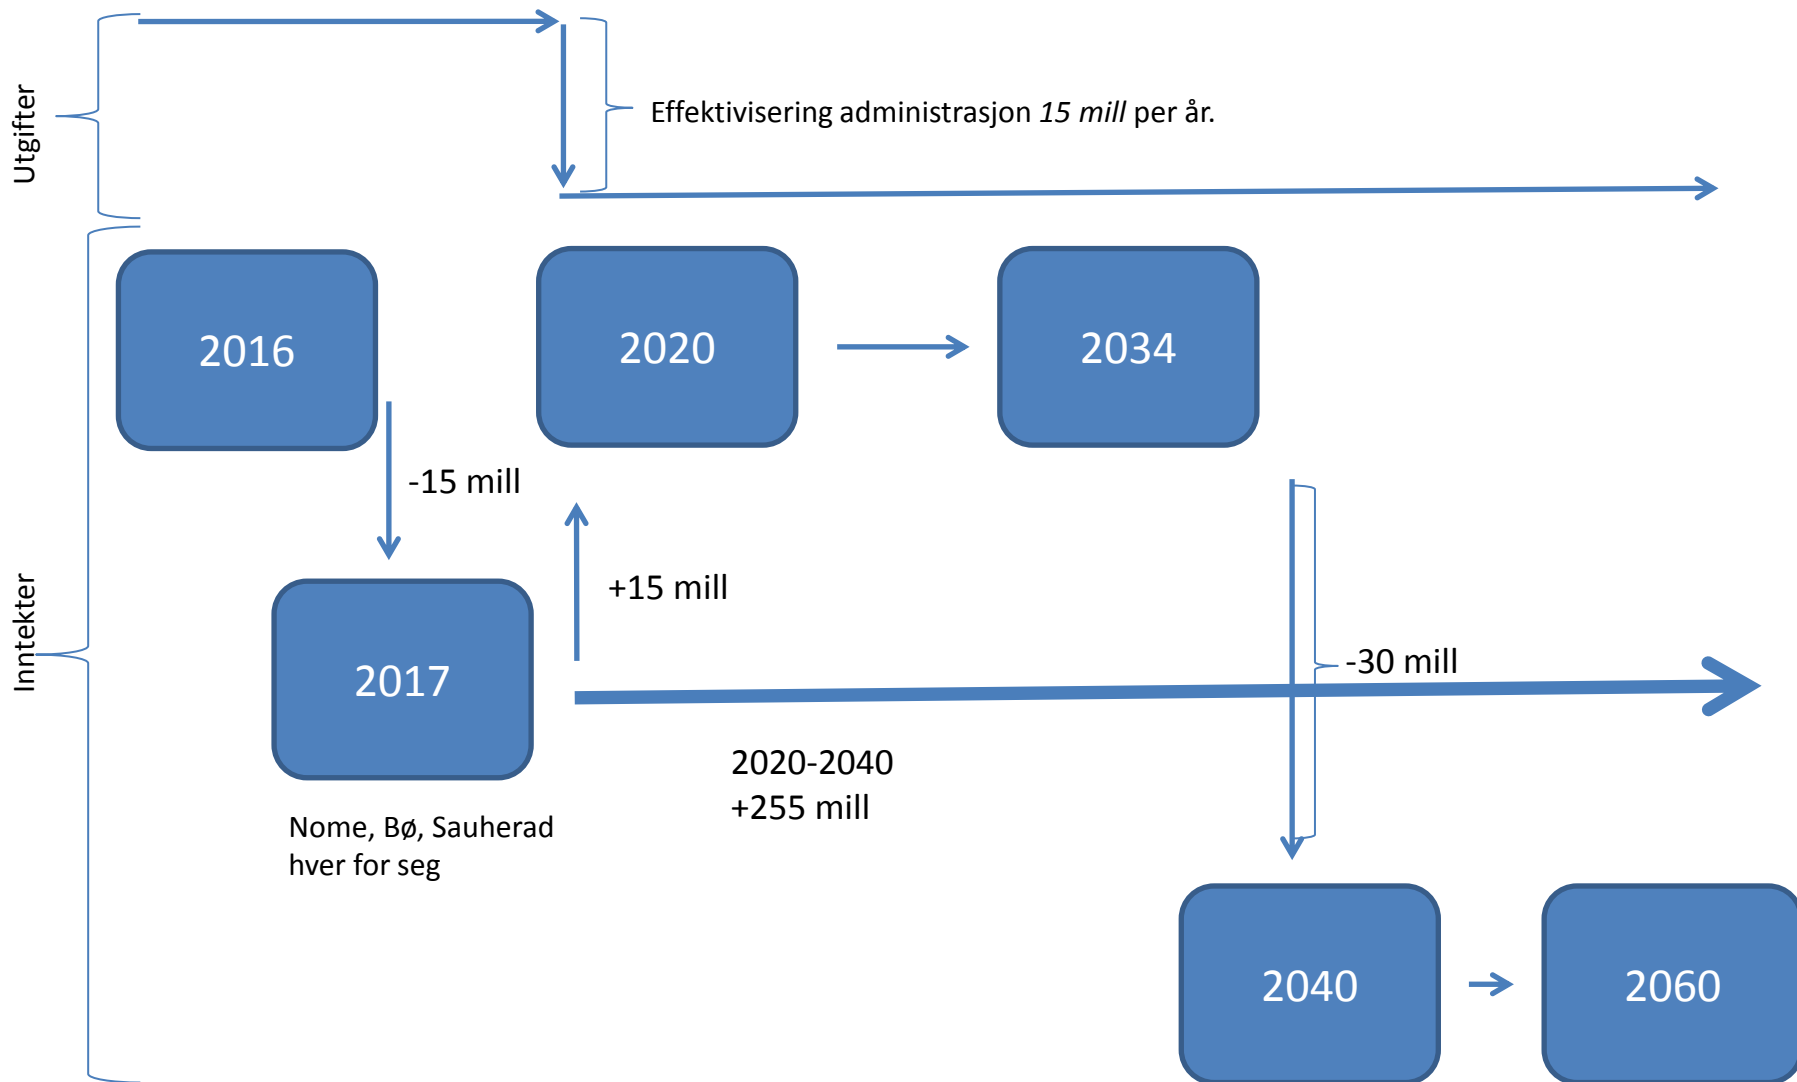 Utgifter
Effektivisering administrasjon 15 mill per år.
Inntekter
2016
2020
2034
-15 mill
+15 mill
2017
-30 mill
2020-2040
+255 mill
Nome, Bø, Sauherad
hver for seg
2040
2060